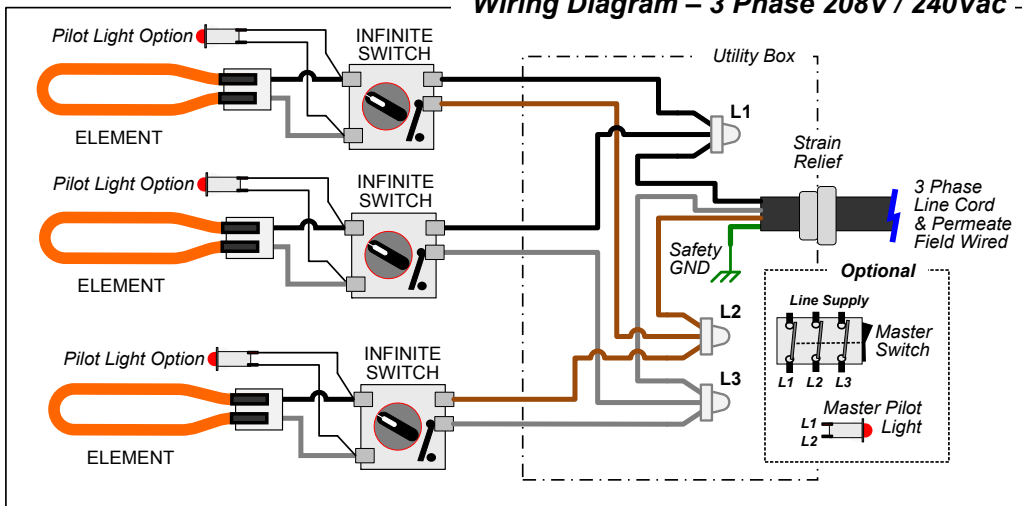 Wiring Diagram – 3 Phase 208V / 240Vac
Pilot Light Option
INFINITE
SWITCH
ELEMENT
Utility Box
L1
Strain
Relief
Pilot Light Option
INFINITE
SWITCH
ELEMENT
3 Phase
Line Cord
& Permeate
Field Wired
Safety
GND
Optional
Line Supply
Master
Switch
L1 L2 L3
Master Pilot
Light
L1
L2
L2
L3
Pilot Light Option
INFINITE
SWITCH
ELEMENT